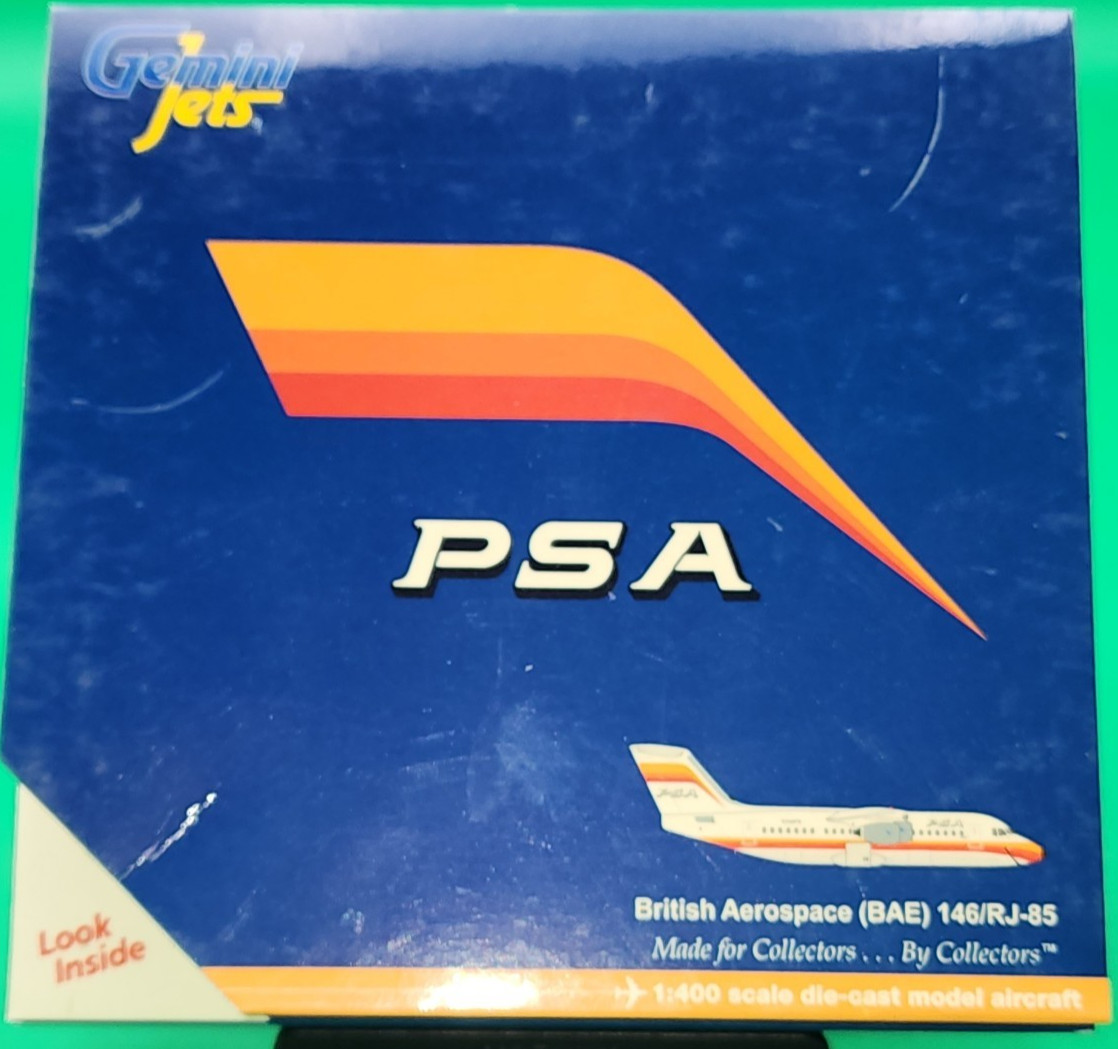 Gemini
Jets
PSA
British Aerospace (BAE) 146/RJ-85
Made for Collectors . . . By Collectors™
1:400 scale die-cast model aircraft
Look
Inside